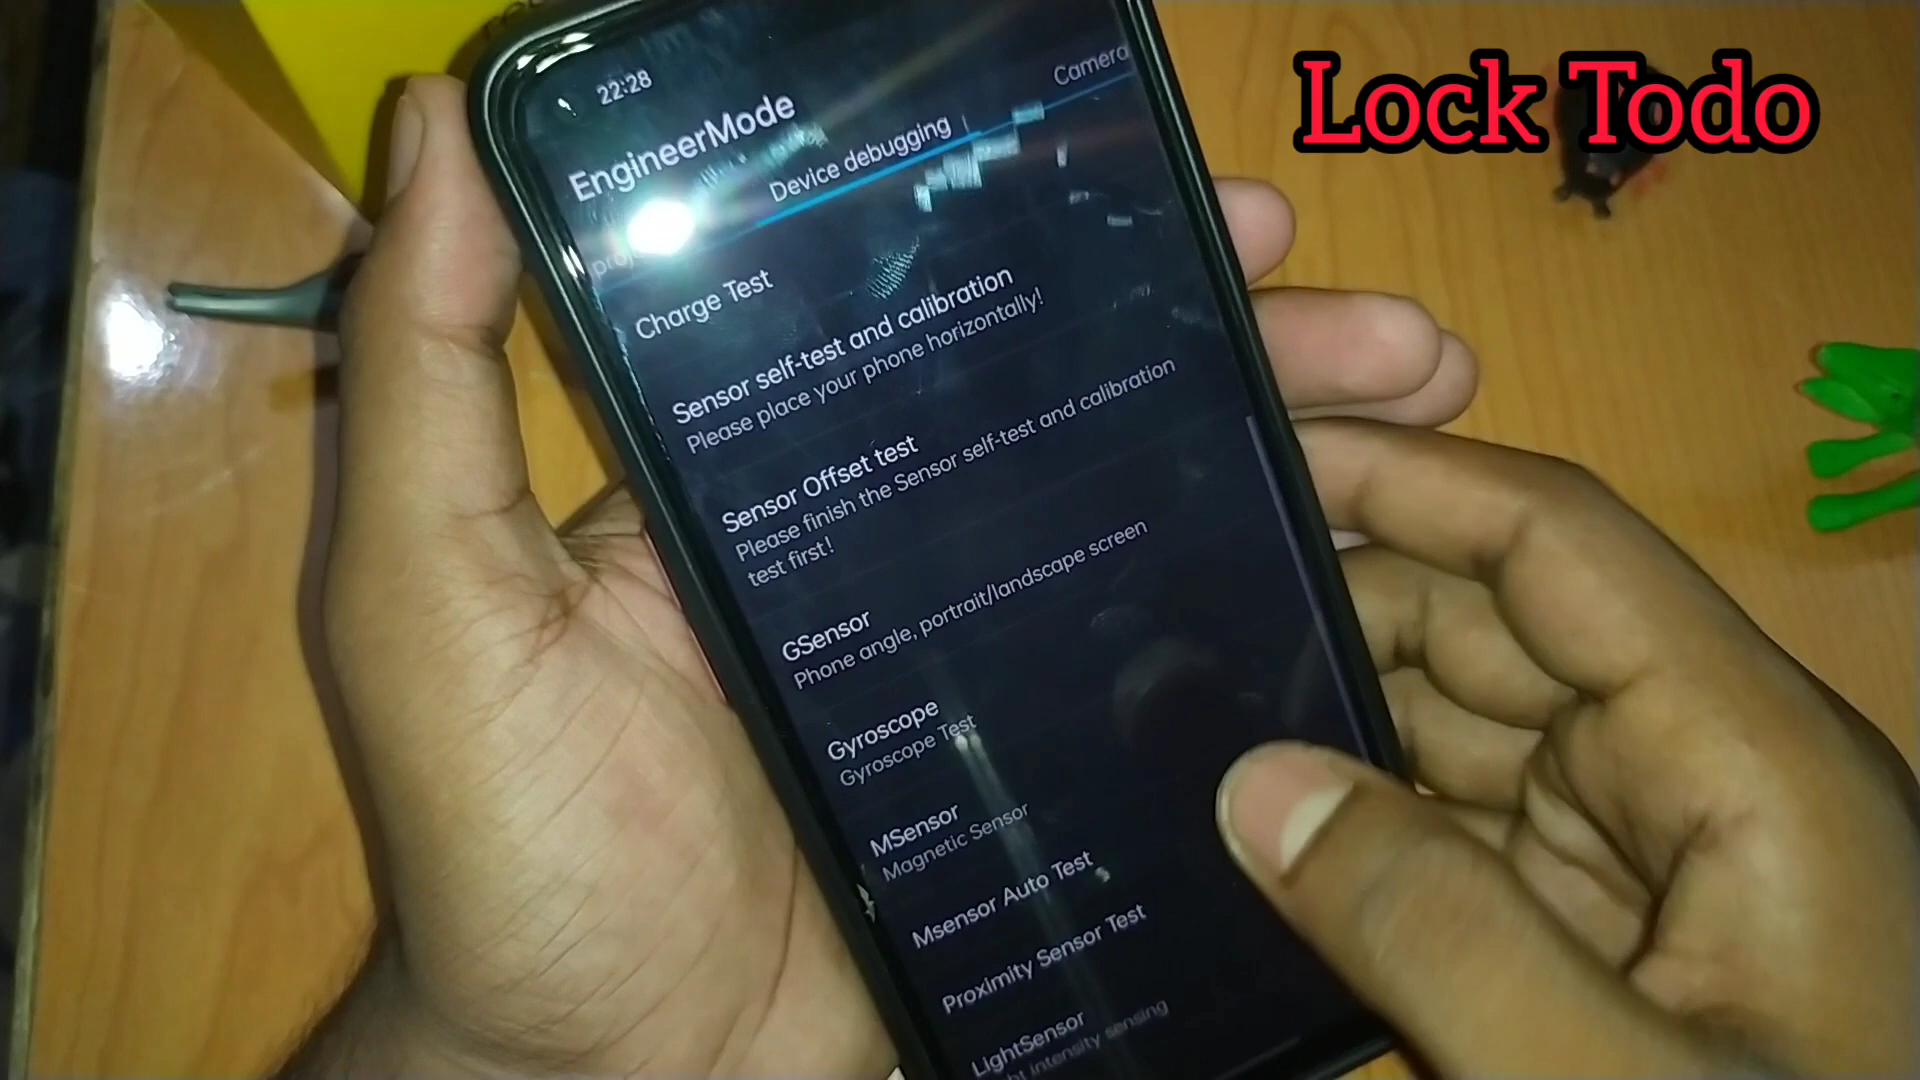 Lock Todo
22:28
EngineerMode
Device debugging
Camera
Charge Test
Sensor self-test and calibration
Please place your phone horizontally!
Sensor Offset test
Please finish the Sensor self-test and calibration
test first!
GSensor
Phone angle, portrait/landscape screen
Gyroscope
Gyroscope Test
MSensor
Magnetic Sensor
Msensor Auto Test
Proximity Sensor Test
LightSensor
intensity sensing